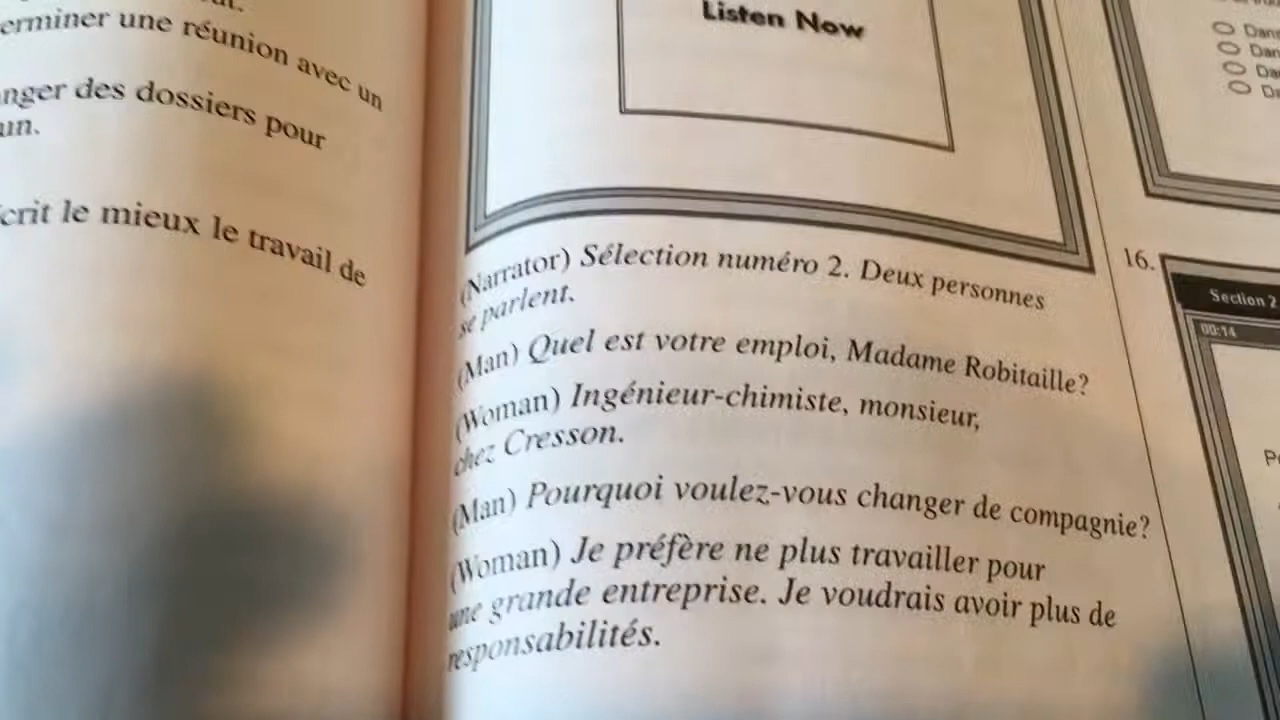 erminer une réunion avec un
nger des dossiers pour
un.
crit le mieux le travail de
Listen Now
(Narrator) Sélection numéro 2. Deux personnes
se parlent.
(Man) Quel est votre emploi, Madame Robitaille?
(Woman) Ingénieur-chimiste, monsieur,
chez Cresson.
(Man) Pourquoi voulez-vous changer de compagnie?
(Woman) Je préfère ne plus travailler pour
une grande entreprise. Je voudrais avoir plus de
responsabilités.
Dans
Dan
Da
D
16.
Section 2
00:14